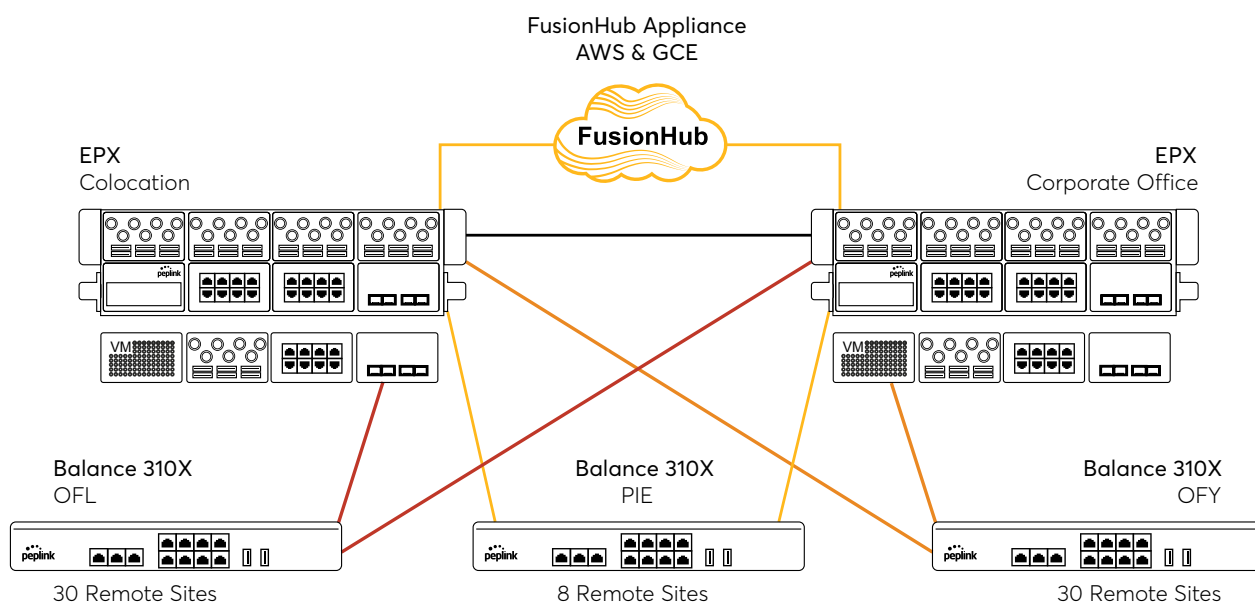 FusionHub Appliance
AWS & GCE
FusionHub
EPX
Colocation
EPX
Corporate Office
peplink
peplink
VM
VM
Balance 310X
OFL
Balance 310X
PIE
Balance 310X
OFY
peplink
peplink
peplink
30 Remote Sites
8 Remote Sites
30 Remote Sites